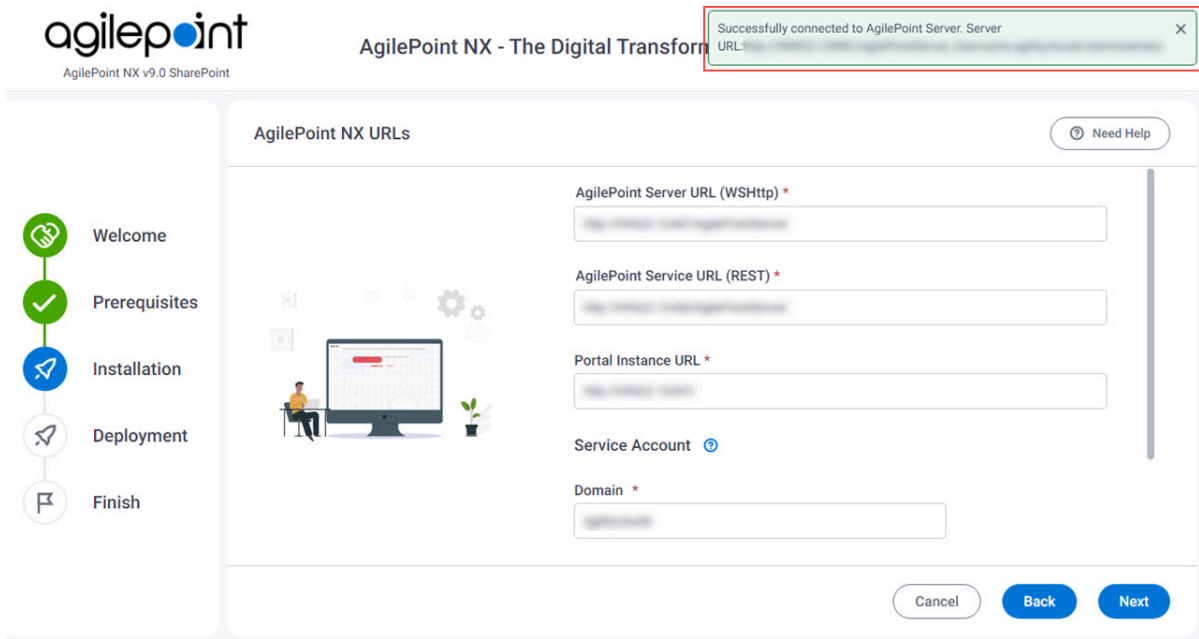 agilepoint
AgilePoint NX v9.0 SharePoint
AgilePoint NX - The Digital Transform
Successfully connected to AgilePoint Server. Server
URL:
AgilePoint NX URLs
Need Help
Welcome
Prerequisites
Installation
Deployment
Finish
AgilePoint Server URL (WSHttp) *
AgilePoint Service URL (REST) *
Portal Instance URL *
Service Account
Domain *
Cancel
Back
Next